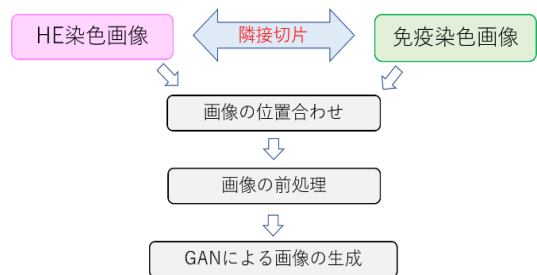 HE染色画像
隣接切片
免疫染色画像
画像の位置合わせ
画像の前処理
GANによる画像の生成